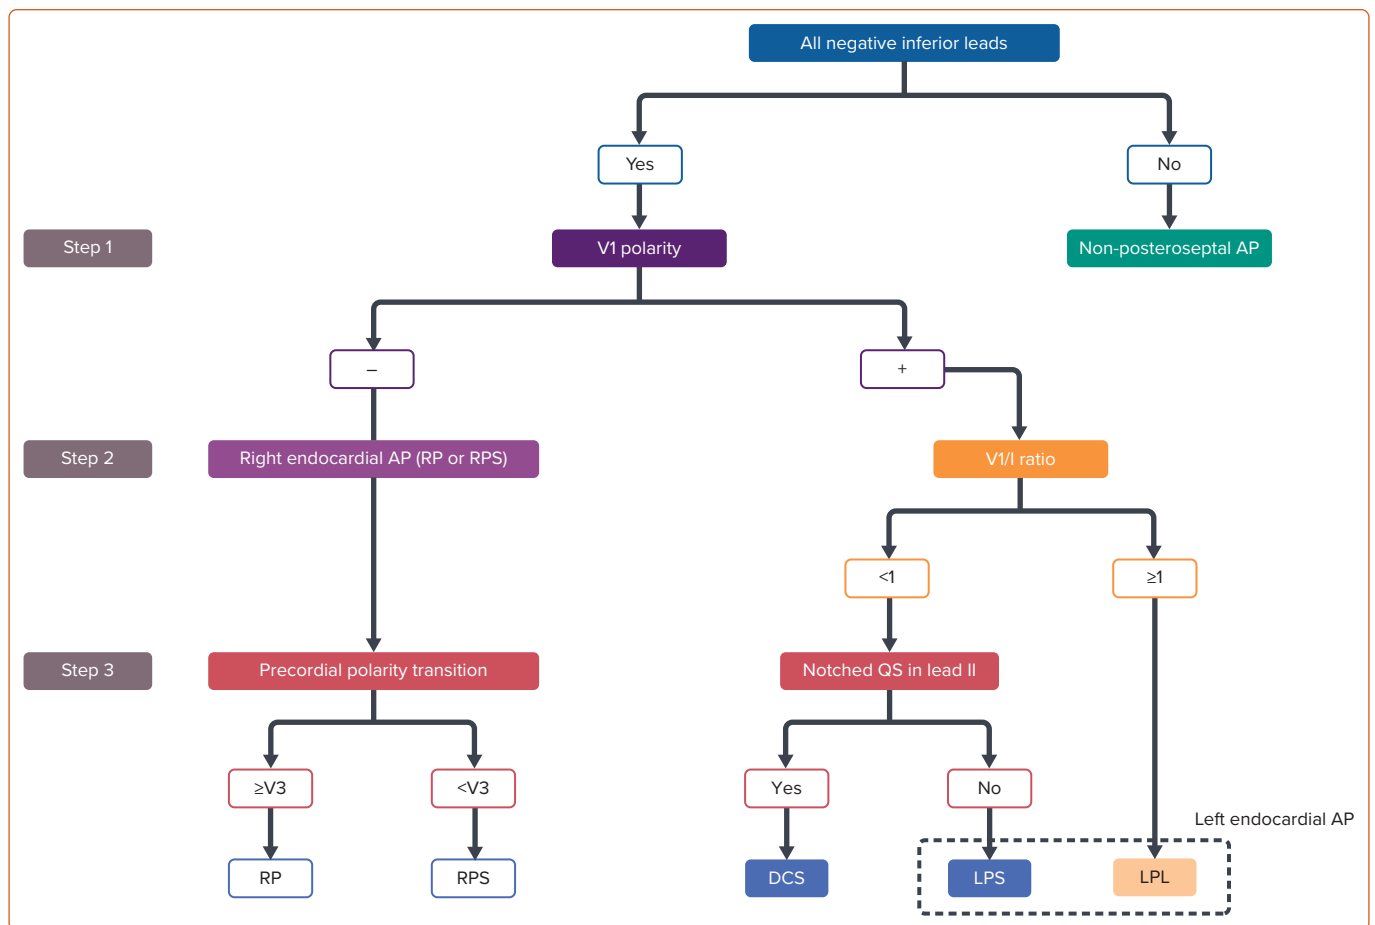 All negative inferior leads
Yes
No
Step 1
V1 polarity
Non-posteroseptal AP
–
+
Step 2
Right endocardial AP (RP or RPS)
V1/I ratio
<1
≥1
Step 3
Precordial polarity transition
Notched QS in lead II
≥V3
<V3
Yes
No
Left endocardial AP
RP
RPS
DCS
LPS
LPL